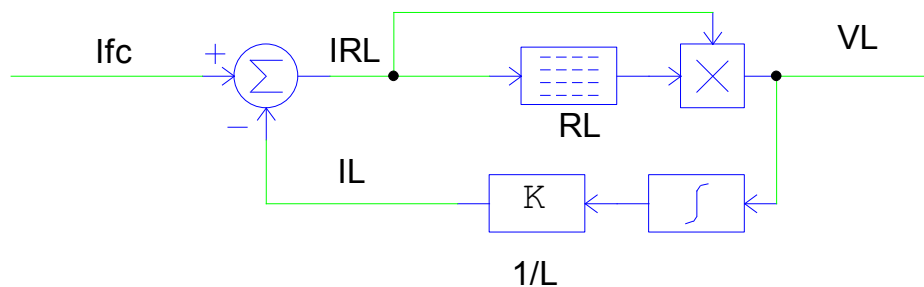 Ifc
IRL
VL
+
Σ
×
RL
−
IL
K
∫
1/L